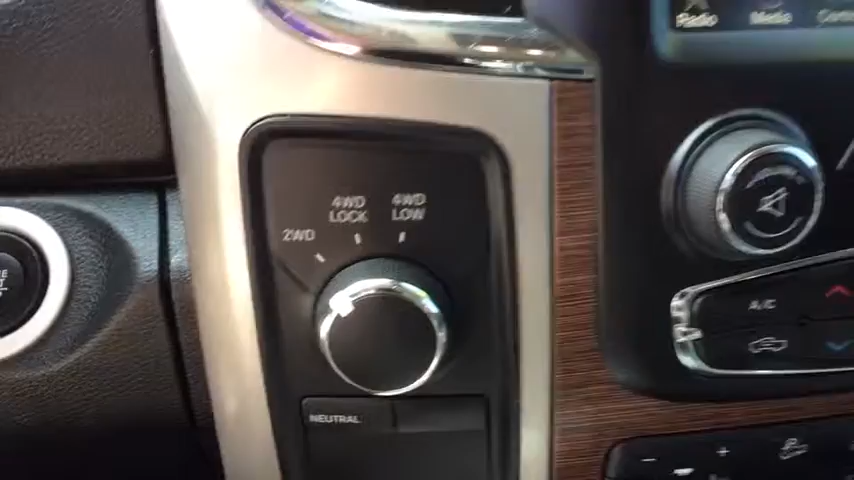 Radio
Media
4WD
LOCK
4WD
LOW
2WD
A/C
NEUTRAL